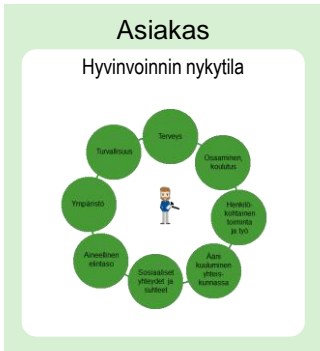 Asiakas
Hyvinvoinnin nykytila
Terveys
Osaaminen,
koulutus
Henkilö-
kohtainen
toiminta
ja työ
Ääni
kuuluminen
yhteis-
kunnassa
Sosiaaliset
yhteydet ja
suhteet
Aineellinen
elintaso
Ympäristö
Turvallisuus